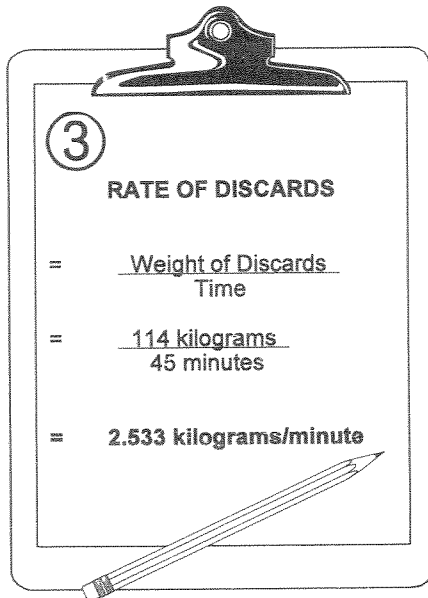 3
RATE OF DISCARDS
= Weight of Discards
Time
= 114 kilograms
45 minutes
= 2.533 kilograms/minute